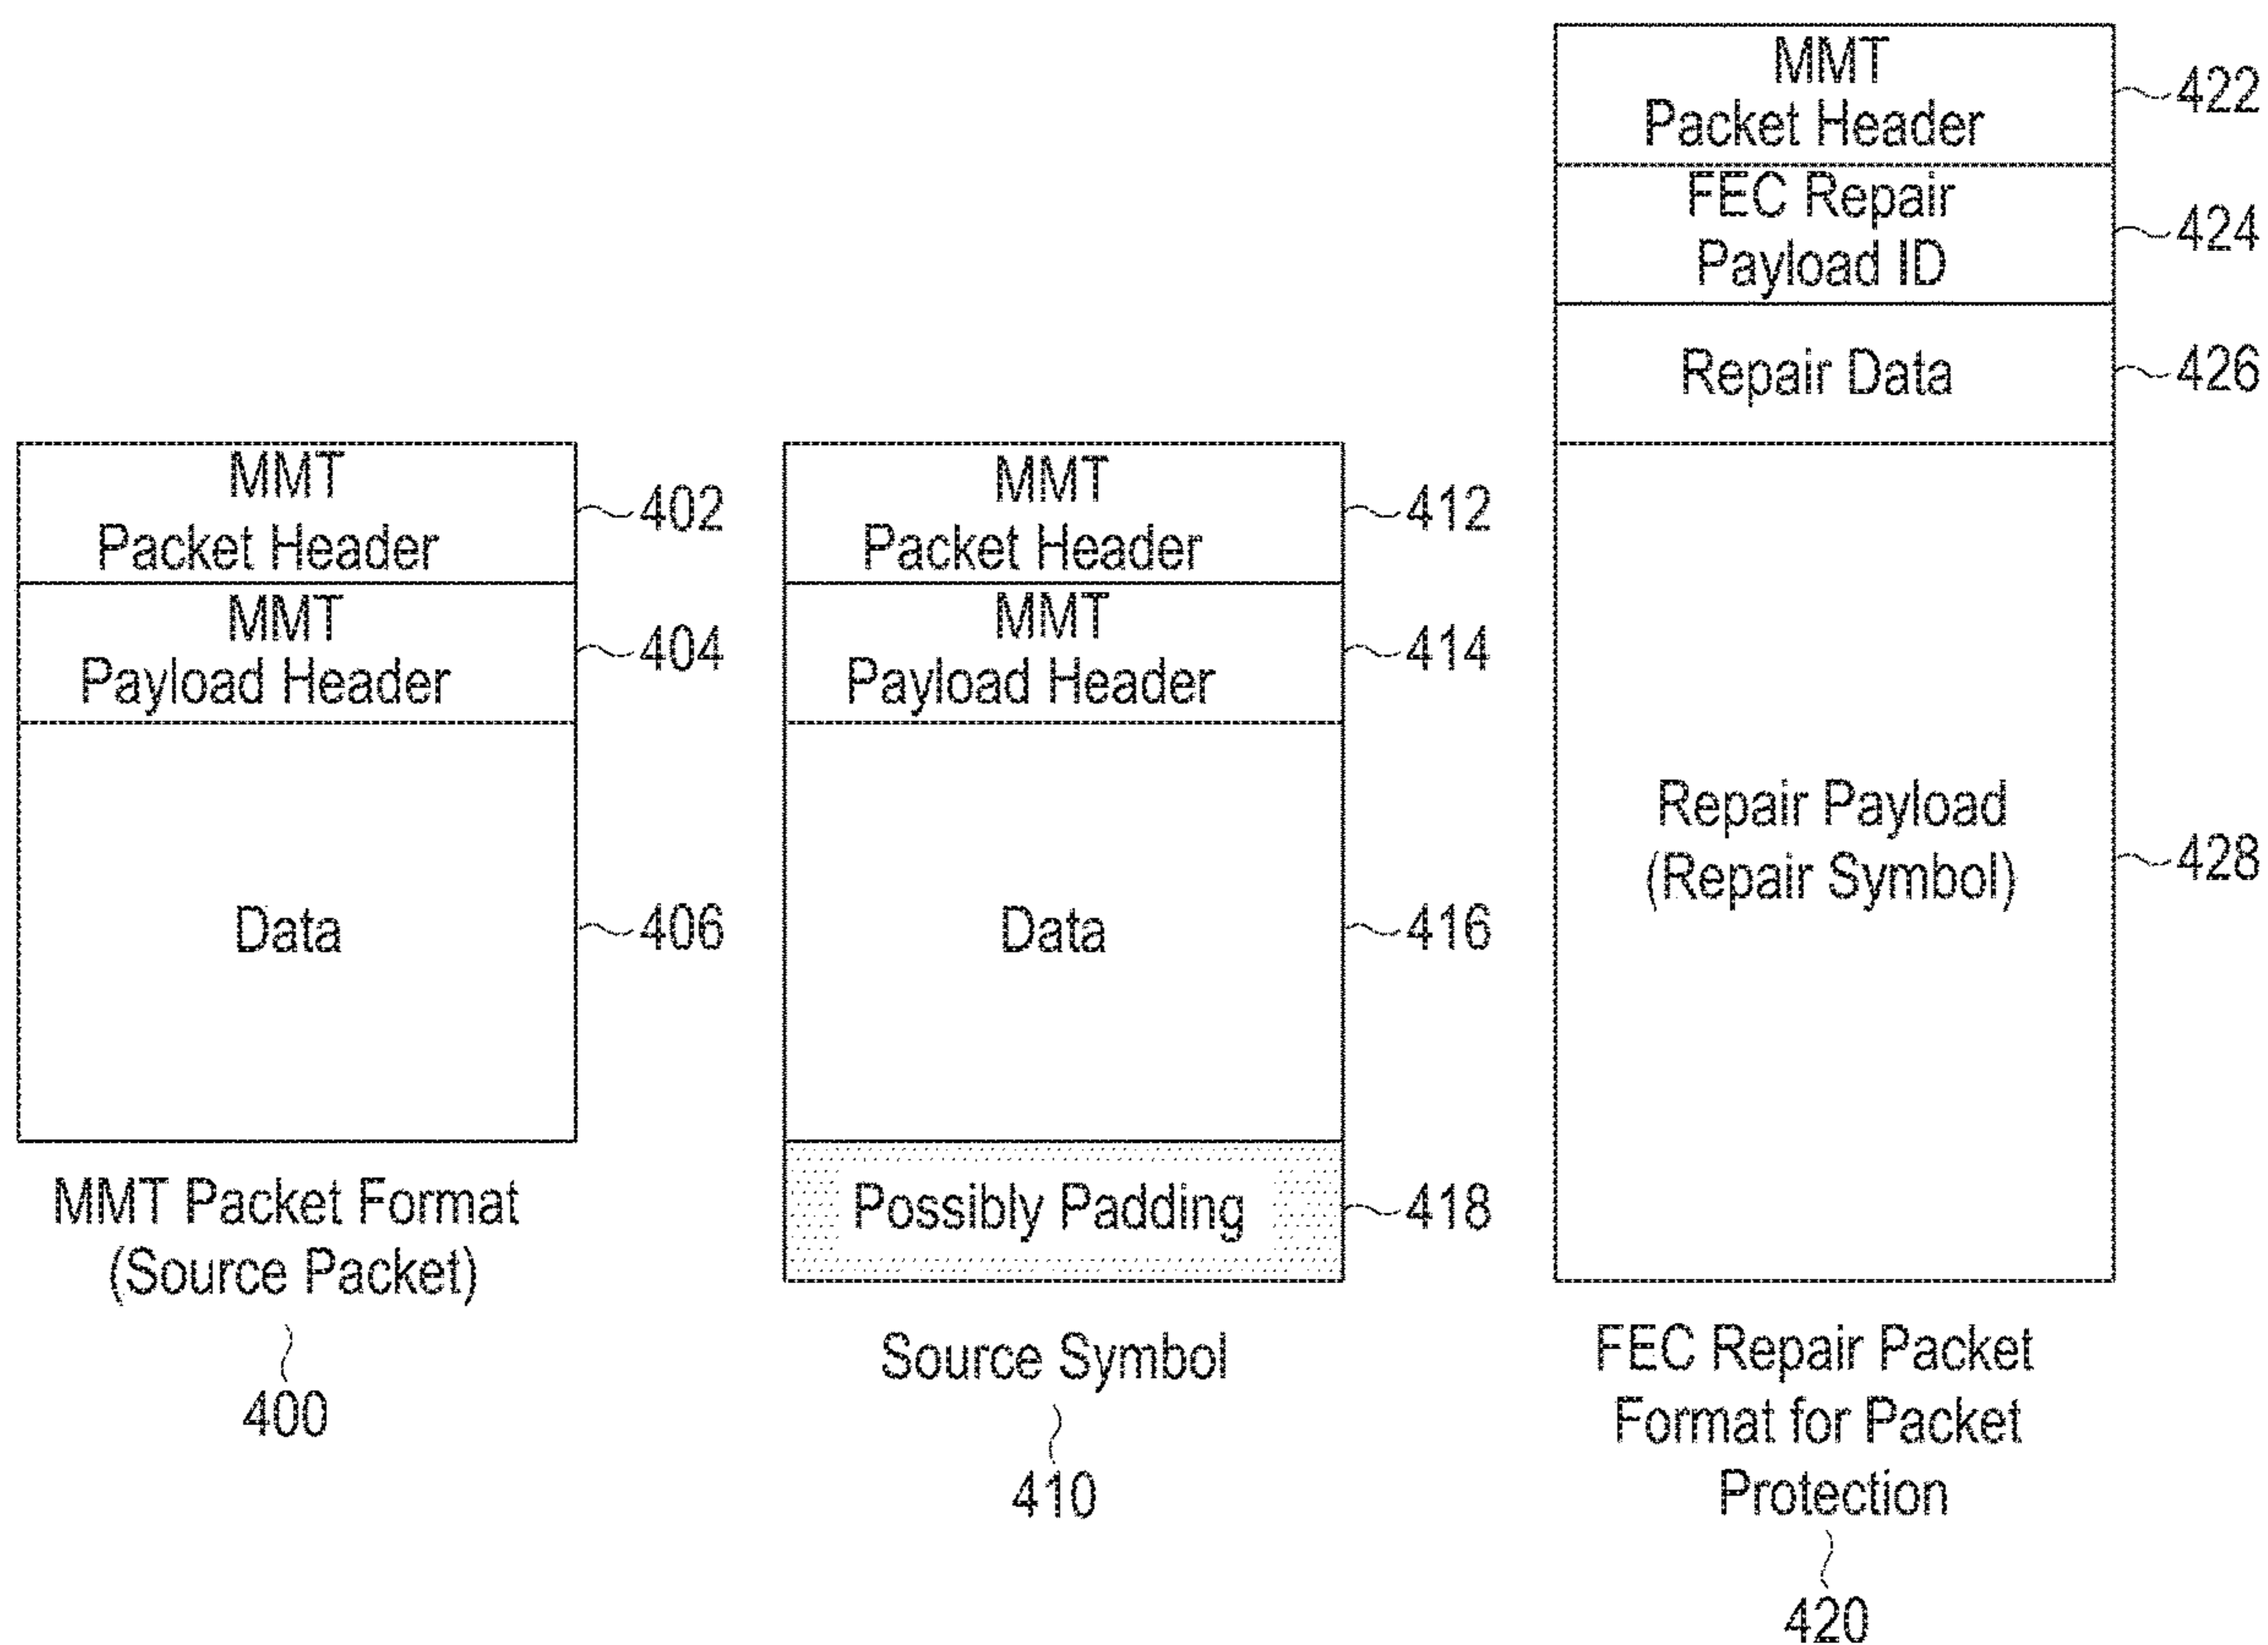 MMT
Packet Header
402
MMT
Payload Header
404
Data
406
MMT Packet Format
(Source Packet)
400
MMT
Packet Header
412
MMT
Payload Header
414
Data
416
Possibly Padding
418
Source Symbol
410
MMT
Packet Header
422
FEC Repair
Payload ID
424
Repair Data
426
Repair Payload
(Repair Symbol)
428
FEC Repair Packet
Format for Packet
Protection
420